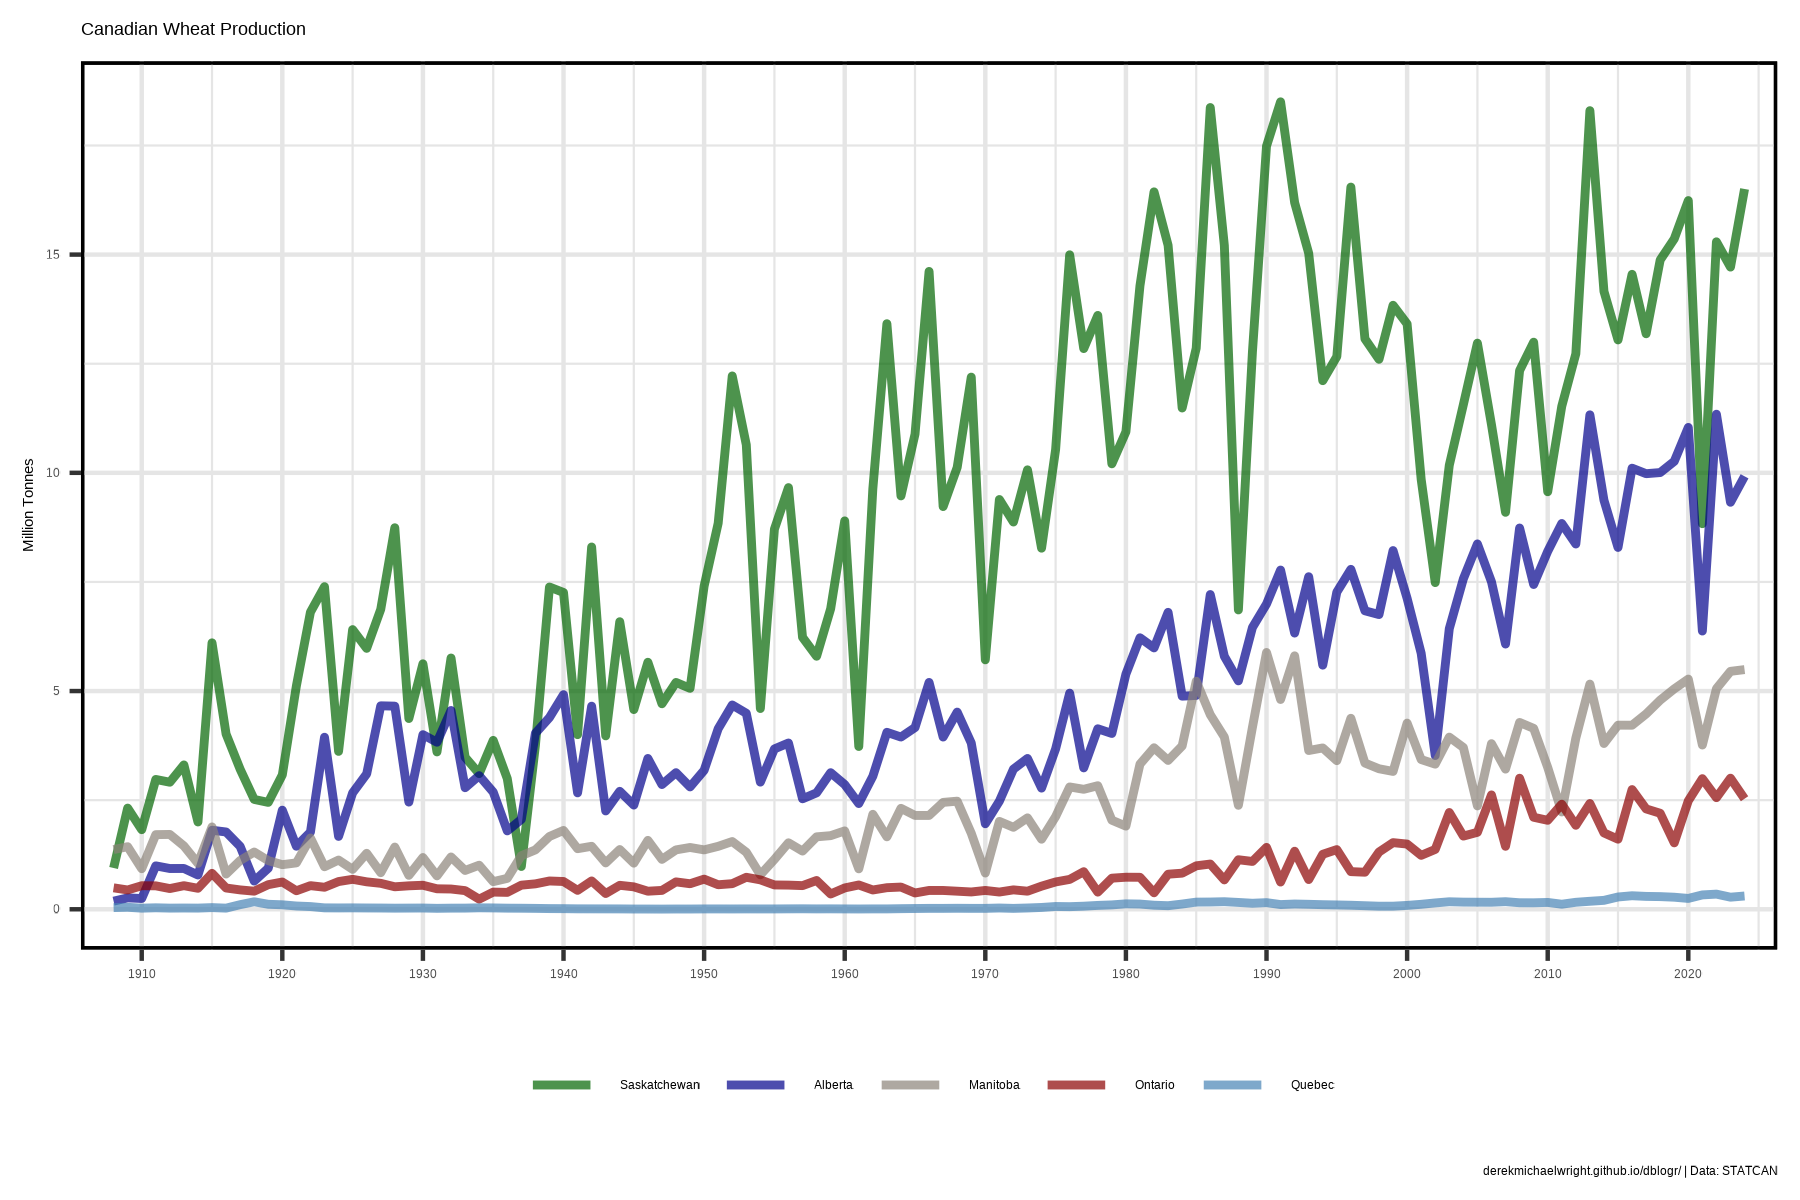 Canadian Wheat Production
Million Tonnes
15
10
5
0
1910 1920 1930 1940 1950 1960 1970 1980 1990 2000 2010 2020
Saskatchewan Alberta Manitoba Ontario Quebec
derekmichaelwright.github.io/dblogr/ | Data: STATCAN